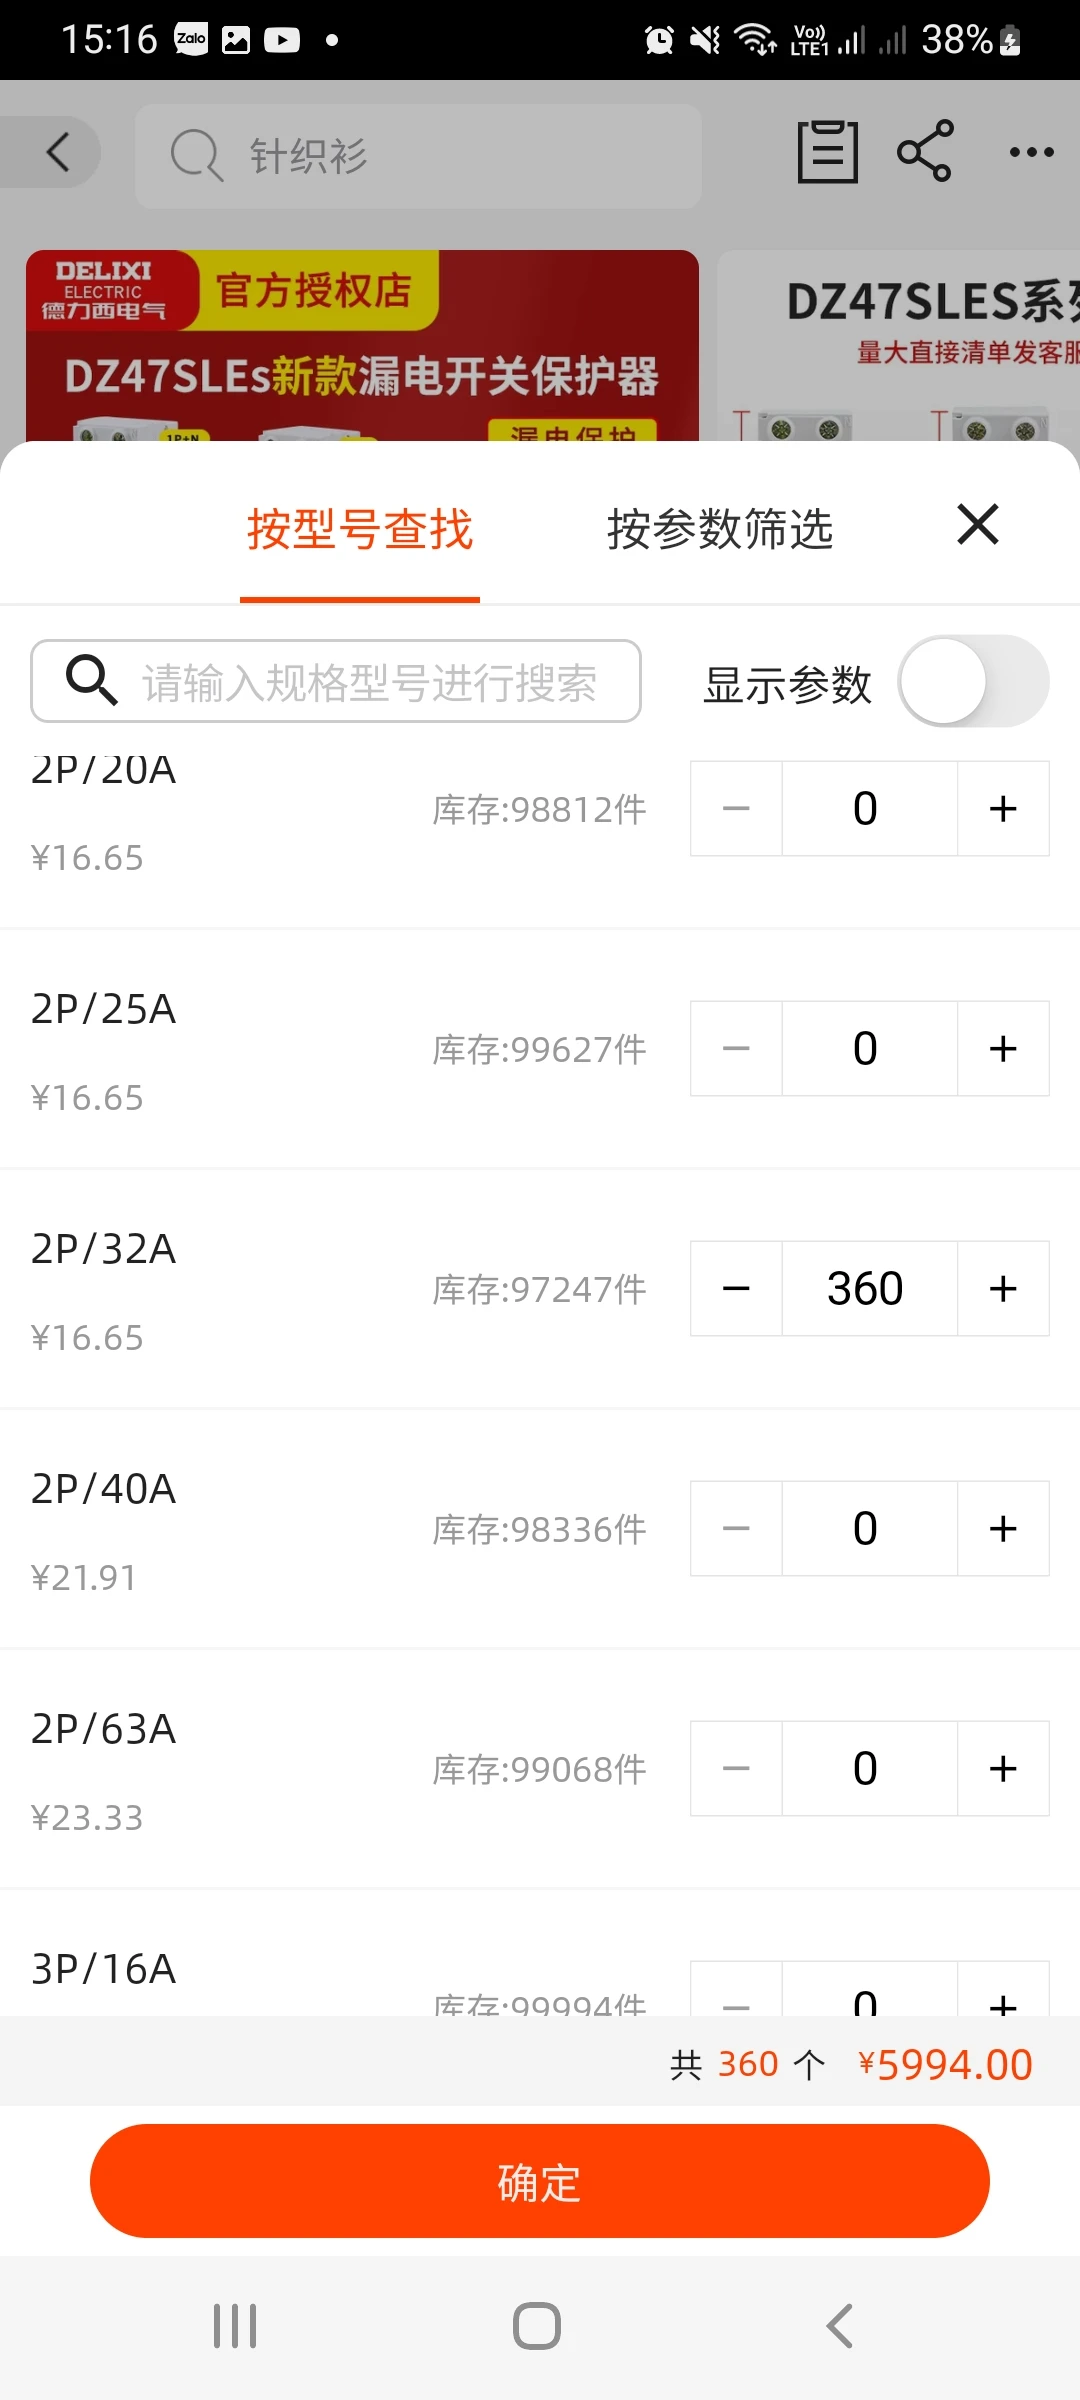 15:16 Zalo Vo)) LTE1 38%
针织衫
DELIXI
ELECTRIC
德力西电气
官方授权店
DZ47SLES系列
量大直接清单发客服
DZ47SLEs新款漏电开关保护器
1P+N
漏电保护
按型号查找 按参数筛选
请输入规格型号进行搜索 显示参数
2P/20A
库存:98812件 0
¥16.65
2P/25A
库存:99627件 0
¥16.65
2P/32A
库存:97247件 360
¥16.65
2P/40A
库存:98336件 0
¥21.91
2P/63A
库存:99068件 0
¥23.33
3P/16A
库存:99994件 0
共 360 个 ¥5994.00
确定